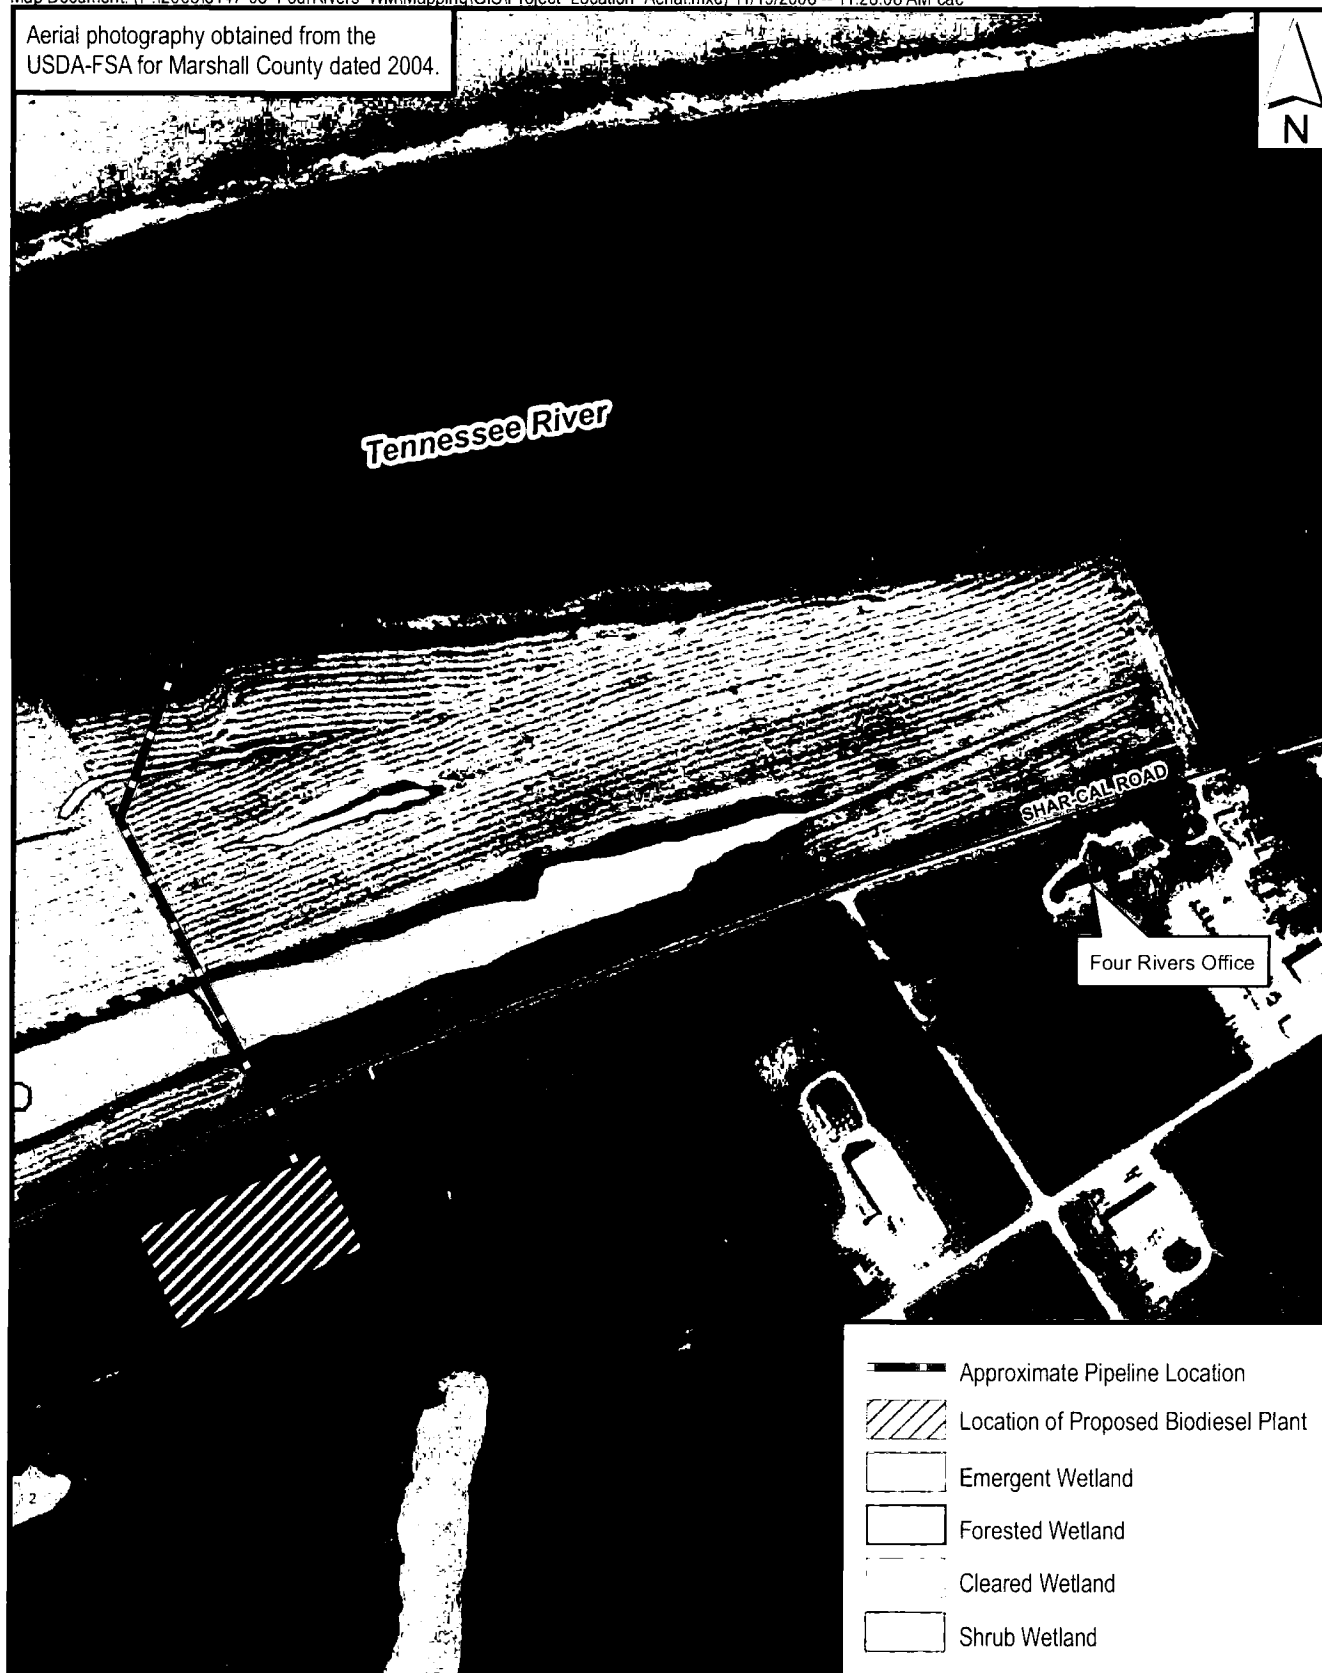 Aerial photography obtained from the
USDA-FSA for Marshall County dated 2004.
N
Tennessee River
SHAR-CAL ROAD
Four Rivers Office
2
Approximate Pipeline Location
Location of Proposed Biodiesel Plant
Emergent Wetland
Forested Wetland
Cleared Wetland
Shrub Wetland